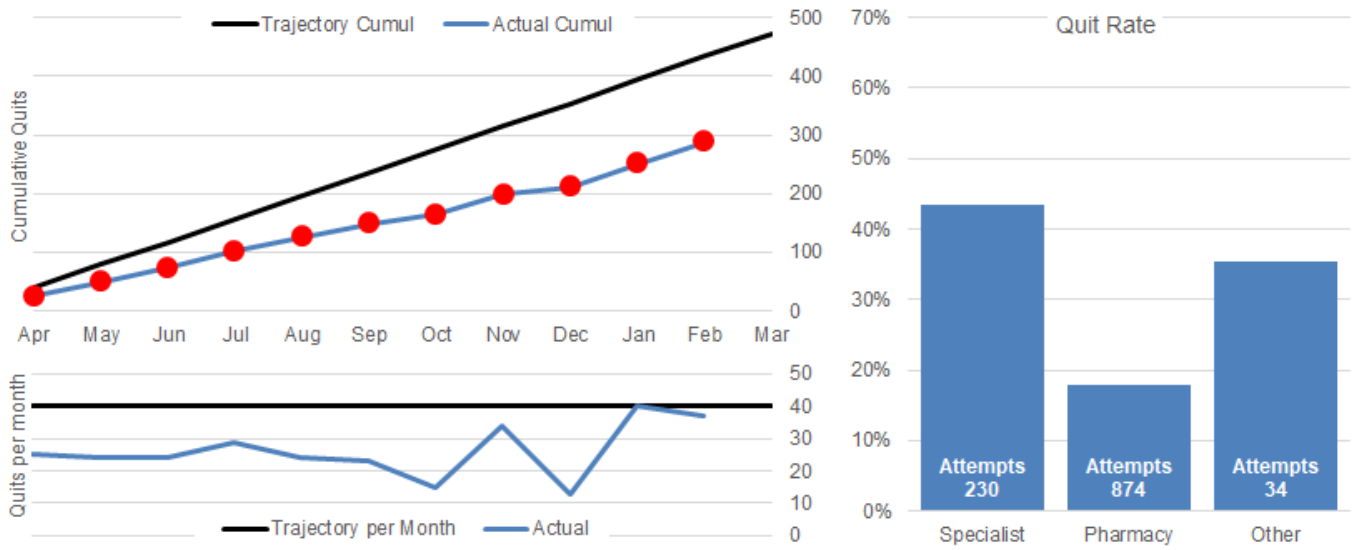 Trajectory Cumul
Actual Cumul
Cumulative Quits
500
400
300
200
100
0
Apr May Jun Jul Aug Sep Oct Nov Dec Jan Feb Mar
Quits per month
50
40
30
20
10
0
Trajectory per Month
Actual
Quit Rate
70%
60%
50%
40%
30%
20%
10%
0%
Attempts
230
Attempts
874
Attempts
34
Specialist Pharmacy Other